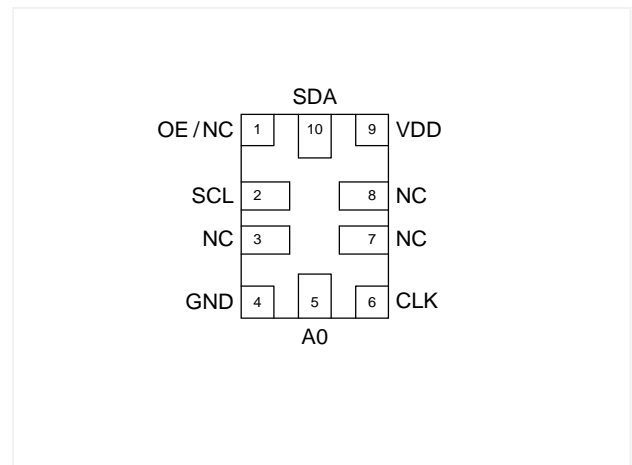 SDA
OE/NC 1 10 9 VDD
SCL 2 8 NC
NC 3 7 NC
GND 4 5 6 CLK
A0